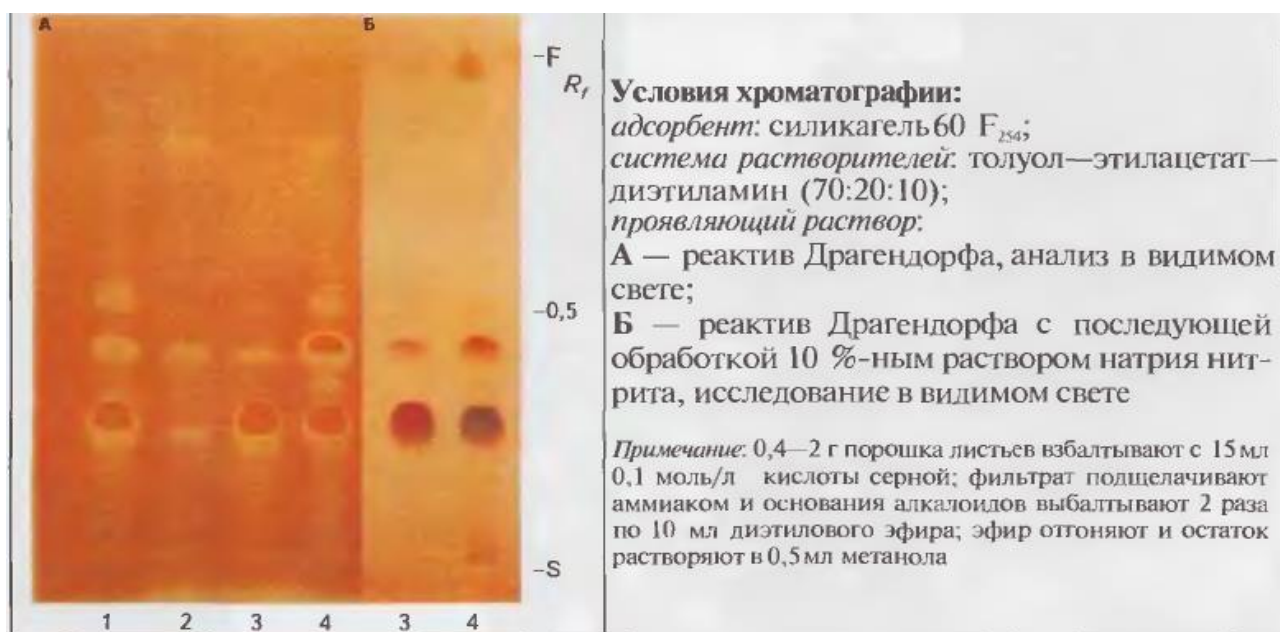 А
Б
–F
Rf
–0,5
–S
1 2 3 4 3 4
Условия хроматографии:
адсорбент: силикагель 60 F254;
система растворителей: толуол—этилацетат—
диэтиламин (70:20:10);
проявляющий раствор:
А — реактив Драгендорфа, анализ в видимом
свете;
Б — реактив Драгендорфа с последующей
обработкой 10 %-ным раствором натрия нит-
рита, исследование в видимом свете
Примечание: 0,4—2 г порошка листьев взбалтывают с 15 мл
0,1 моль/л кислоты серной; фильтрат подщелачивают
аммиаком и основания алкалоидов выбалтывают 2 раза
по 10 мл диэтилового эфира; эфир отгоняют и остаток
растворяют в 0,5 мл метанола